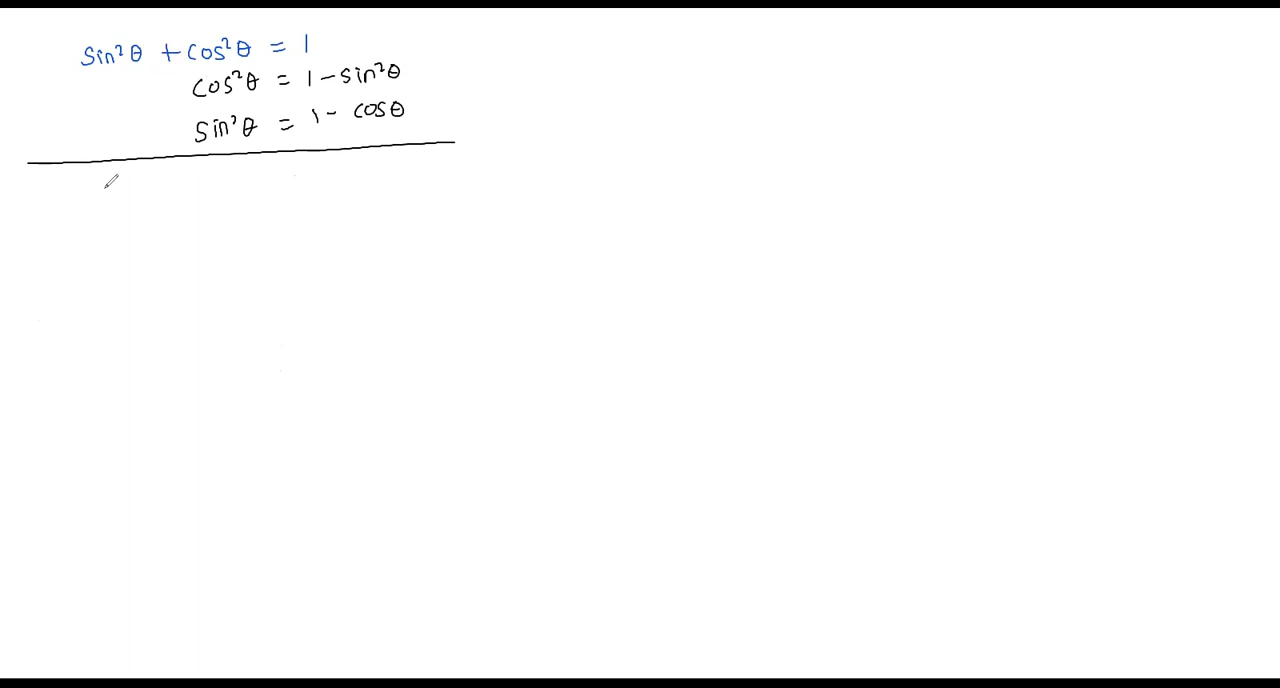 sin²θ + cos²θ = 1
cos²θ = 1 - sin²θ
sin²θ = 1 - cosθ